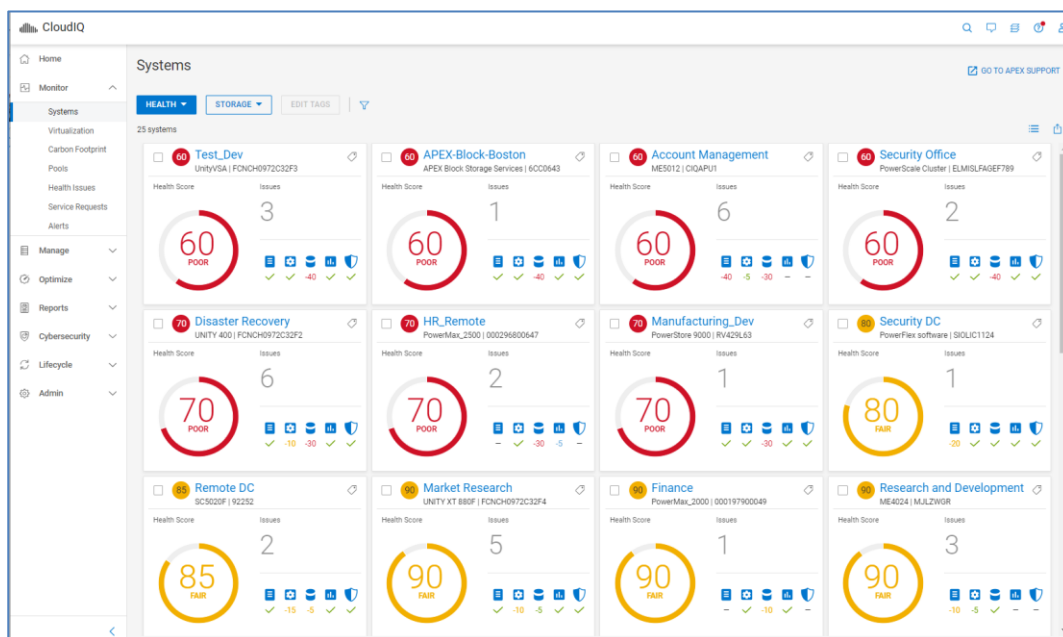 CloudIQ
Home
Monitor
Systems
Virtualization
Carbon Footprint
Pools
Health Issues
Service Requests
Alerts
Manage
Optimize
Reports
Cybersecurity
Lifecycle
Admin
Systems
GO TO APEX SUPPORT
HEALTH
STORAGE
EDIT TAGS
25 systems
60 Test_Dev
UnityVSA | FCNCH0972C32F3
Health Score Issues
3
60
POOR
-40
60 APEX-Block-Boston
APEX Block Storage Services | 6CC0643
Health Score Issues
1
60
POOR
-40
60 Account Management
ME5012 | CIQAPU1
Health Score Issues
6
60
POOR
-40 -5 -30 – –
60 Security Office
PowerScale Cluster | ELMISLFAGEF789
Health Score Issues
2
60
POOR
-40
70 Disaster Recovery
UNITY 400 | FCNCH0972C32F2
Health Score Issues
6
70
POOR
-10 -30
70 HR_Remote
PowerMax_2500 | 000296800647
Health Score Issues
2
70
POOR
– -30 -5 –
70 Manufacturing_Dev
PowerStore 9000 | RV429L63
Health Score Issues
1
70
POOR
-30
80 Security DC
PowerFlex software | SIOLIC1124
Health Score Issues
1
80
FAIR
-20
85 Remote DC
SC5020F | 92252
Health Score Issues
2
85
FAIR
-15 -5
90 Market Research
UNITY XT 880F | FCNCH0972C32F4
Health Score Issues
5
90
FAIR
-10 -5
90 Finance
PowerMax_2000 | 000197900049
Health Score Issues
1
90
FAIR
– -10 –
90 Research and Development
ME4024 | MJLZWGR
Health Score Issues
3
90
FAIR
-10 -5 – –